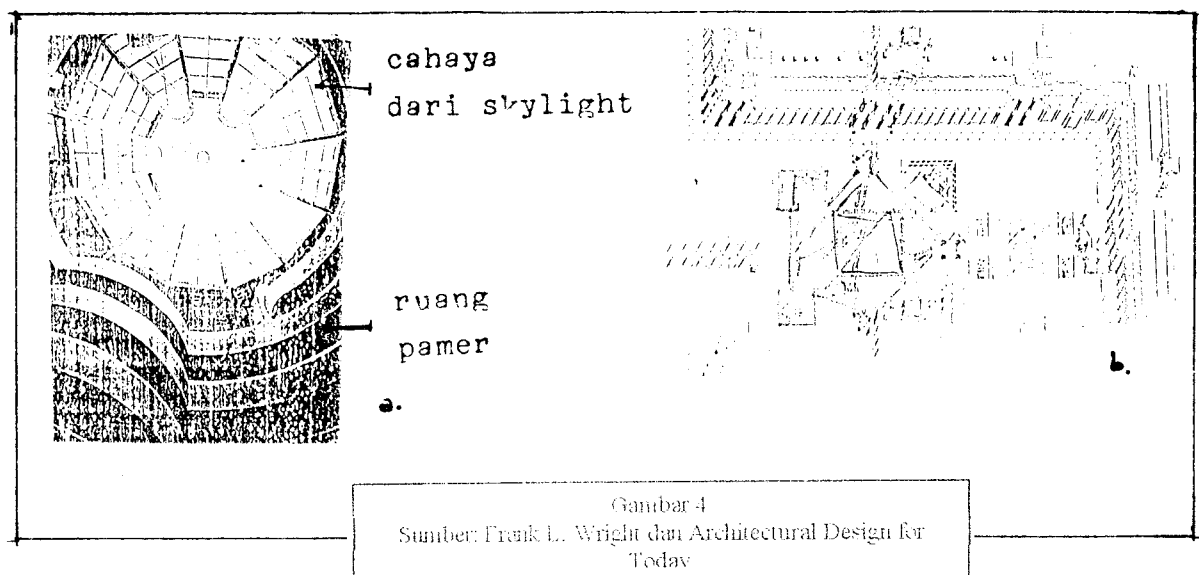 cahaya
dari skylight
ruang
pamer
a.
b.
Gambar 4
Sumber: Frank L. Wright dan Architectural Design for
Today